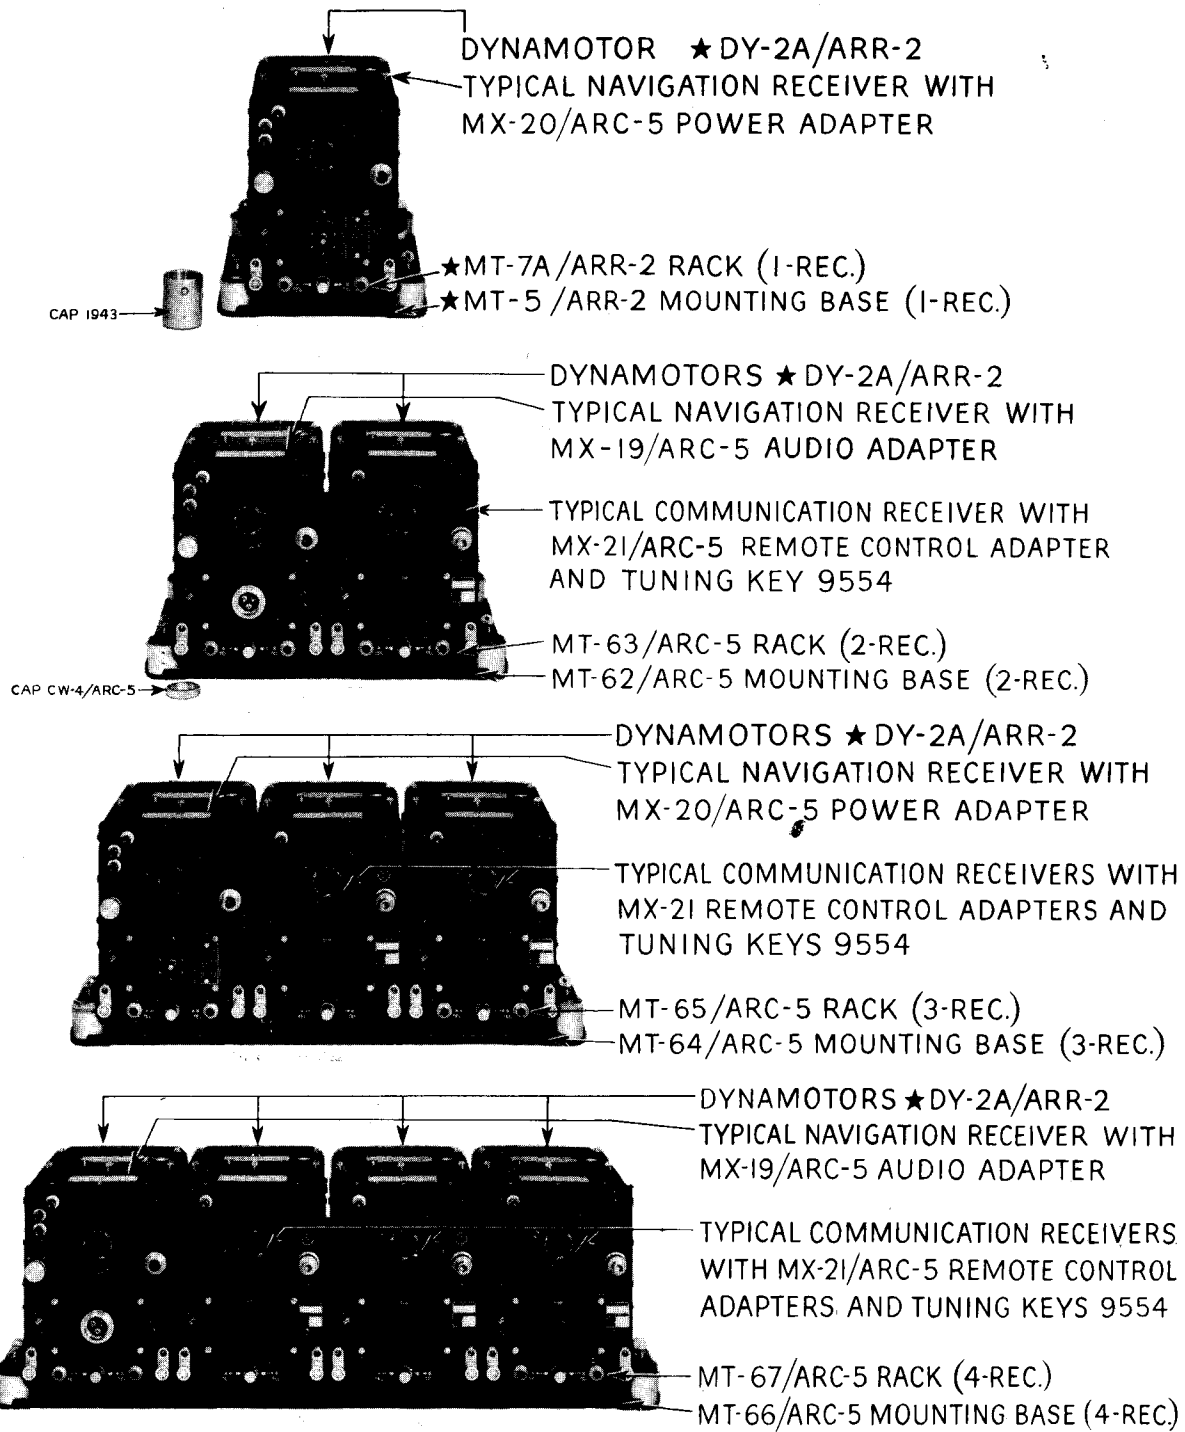 DYNAMOTOR ★ DY-2A/ARR-2
TYPICAL NAVIGATION RECEIVER WITH
MX-20/ARC-5 POWER ADAPTER
★MT-7A/ARR-2 RACK (1-REC.)
★MT-5/ARR-2 MOUNTING BASE (1-REC.)
CAP 1943
DYNAMOTORS ★ DY-2A/ARR-2
TYPICAL NAVIGATION RECEIVER WITH
MX-19/ARC-5 AUDIO ADAPTER
TYPICAL COMMUNICATION RECEIVER WITH
MX-21/ARC-5 REMOTE CONTROL ADAPTER
AND TUNING KEY 9554
MT-63/ARC-5 RACK (2-REC.)
MT-62/ARC-5 MOUNTING BASE (2-REC.)
CAP CW-4/ARC-5
DYNAMOTORS ★ DY-2A/ARR-2
TYPICAL NAVIGATION RECEIVER WITH
MX-20/ARC-5 POWER ADAPTER
TYPICAL COMMUNICATION RECEIVERS WITH
MX-21 REMOTE CONTROL ADAPTERS AND
TUNING KEYS 9554
MT-65/ARC-5 RACK (3-REC.)
MT-64/ARC-5 MOUNTING BASE (3-REC.)
DYNAMOTORS ★ DY-2A/ARR-2
TYPICAL NAVIGATION RECEIVER WITH
MX-19/ARC-5 AUDIO ADAPTER
TYPICAL COMMUNICATION RECEIVERS
WITH MX-21/ARC-5 REMOTE CONTROL
ADAPTERS AND TUNING KEYS 9554
MT-67/ARC-5 RACK (4-REC.)
MT-66/ARC-5 MOUNTING BASE (4-REC.)